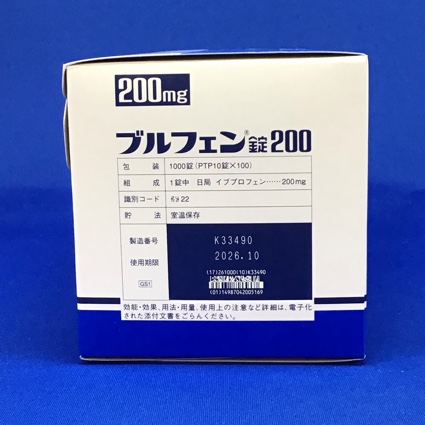 200mg
ブルフェン®錠200
包 装 1000錠(PTP10錠×100)
組 成 1錠中 日局 イブプロフェン……200mg
識別コード 22
貯 法 室温保存
製造番号 K33490
使用期限 2026.10
(17)261000(10)K33490
GS1
(01)14987042005169
効能・効果、用法・用量、使用上の注意など詳細は、電子化
された添付文書をごらんください。